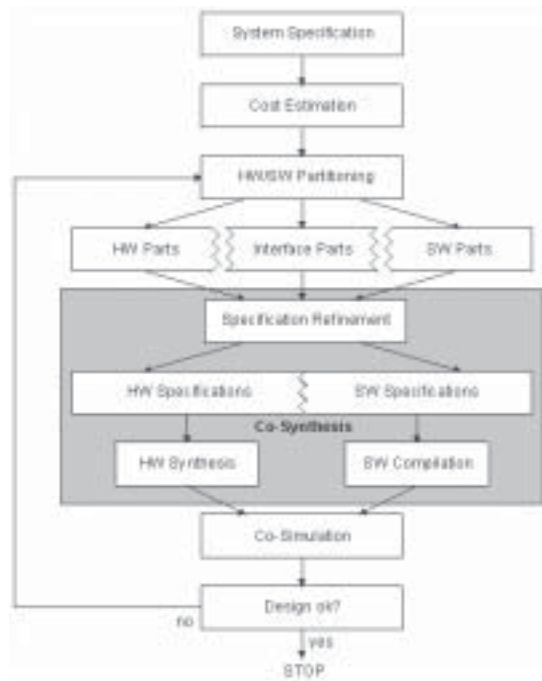 System Specification
Cost Estimation
HW/SW Partitioning
HW Parts
Interface Parts
SW Parts
Specification Refinement
HW Specifications
SW Specifications
Co-Synthesis
HW Synthesis
SW Compilation
Co-Simulation
Design ok?
no
yes
STOP